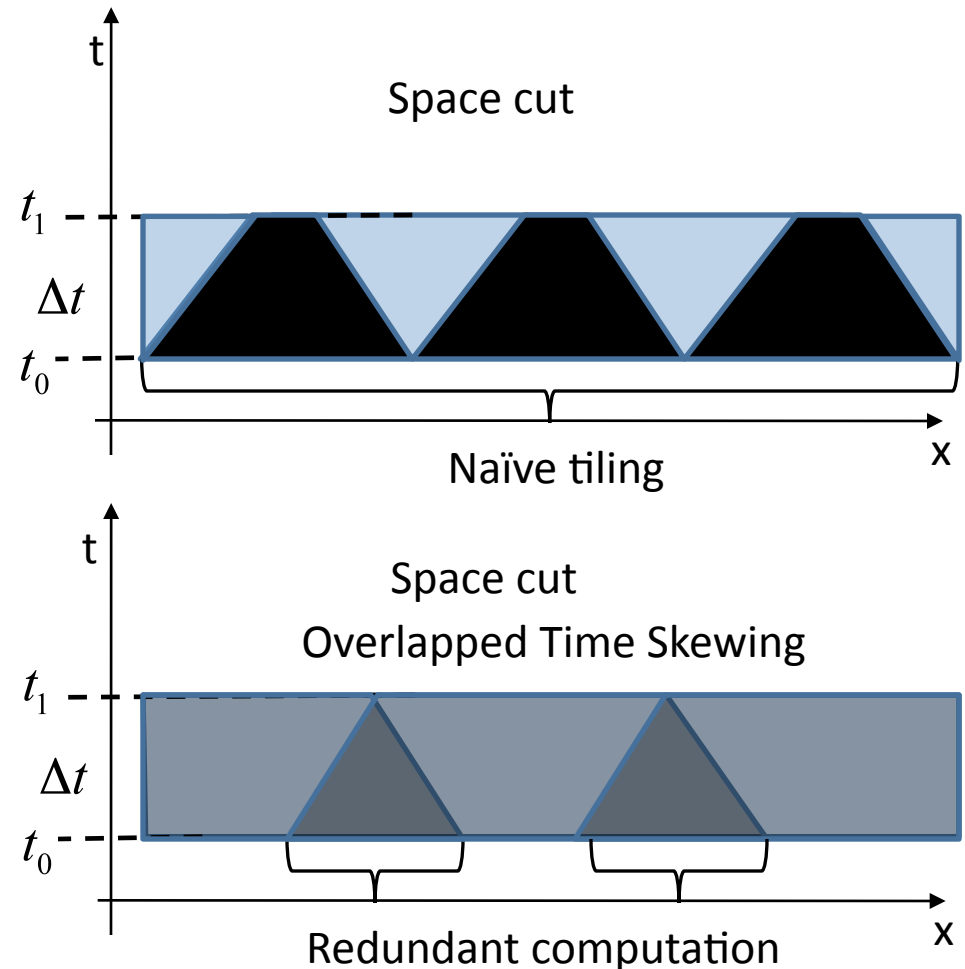 t
Space cut
t₁
Δt
t₀
x
Naïve tiling
t
Space cut
Overlapped Time Skewing
t₁
Δt
t₀
x
Redundant computation